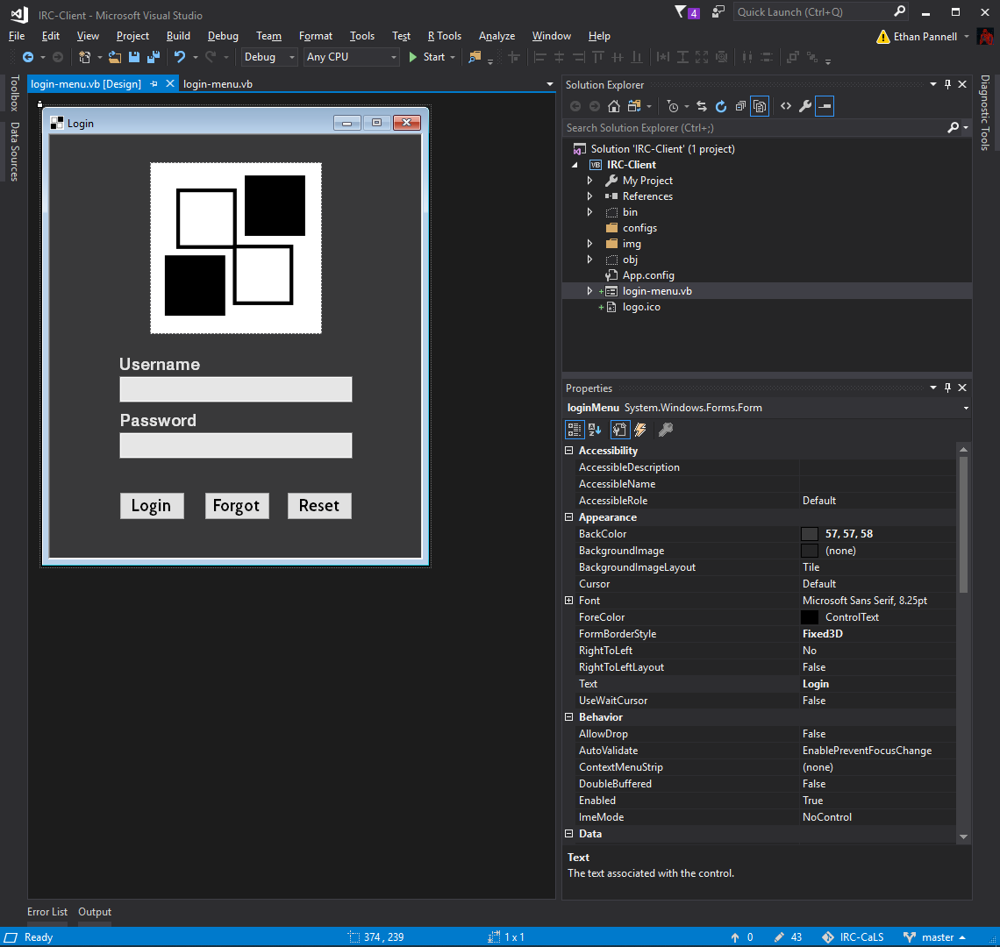 IRC-Client - Microsoft Visual Studio
4
Quick Launch (Ctrl+Q)
File Edit View Project Build Debug Team Format Tools Test R Tools Analyze Window Help
Ethan Pannell
Debug Any CPU Start
Toolbox
Data Sources
login-menu.vb [Design] login-menu.vb
Login
Username
Password
Login Forgot Reset
Solution Explorer
Search Solution Explorer (Ctrl+;)
Solution 'IRC-Client' (1 project)
VB IRC-Client
My Project
References
bin
configs
img
obj
App.config
login-menu.vb
logo.ico
Properties
loginMenu System.Windows.Forms.Form
Accessibility
AccessibleDescription
AccessibleName
AccessibleRole Default
Appearance
BackColor 57, 57, 58
BackgroundImage (none)
BackgroundImageLayout Tile
Cursor Default
Font Microsoft Sans Serif, 8.25pt
ForeColor ControlText
FormBorderStyle Fixed3D
RightToLeft No
RightToLeftLayout False
Text Login
UseWaitCursor False
Behavior
AllowDrop False
AutoValidate EnablePreventFocusChange
ContextMenuStrip (none)
DoubleBuffered False
Enabled True
ImeMode NoControl
Data
Text
The text associated with the control.
Diagnostic Tools
Error List Output
Ready 374 , 239 1 x 1 0 43 IRC-CaLS master